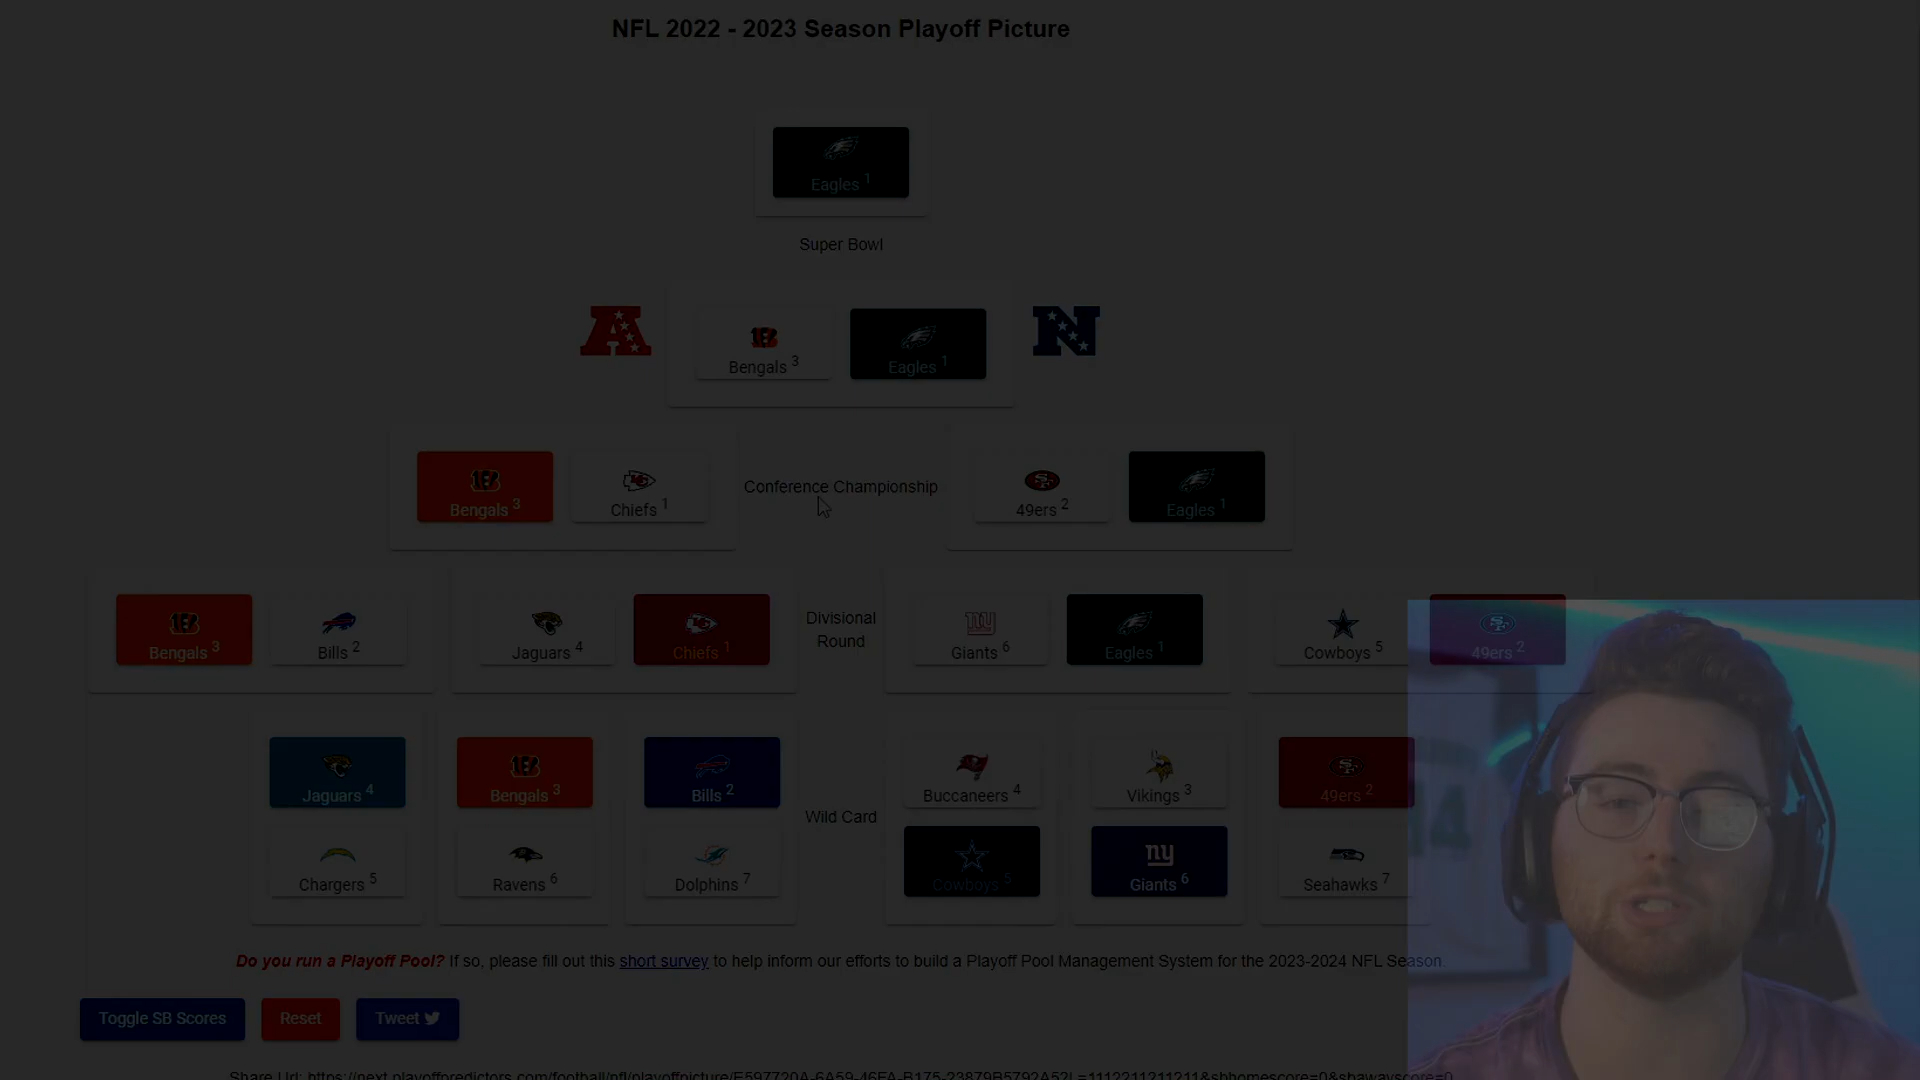 NFL 2022 - 2023 Season Playoff Picture
Eagles 1
Super Bowl
Bengals 3
Eagles 1
Bengals 3
Chiefs 1
Conference Championship
49ers 2
Eagles 1
Bengals 3
Bills 2
Jaguars 4
Chiefs 1
Divisional
Round
Giants 6
Eagles 1
Cowboys 5
49ers 2
Jaguars 4
Bengals 3
Bills 2
Wild Card
Buccaneers 4
Vikings 3
49ers 2
Chargers 5
Ravens 6
Dolphins 7
Cowboys 5
ny
Giants 6
Seahawks 7
Do you run a Playoff Pool? If so, please fill out this short survey to help inform our efforts to build a Playoff Pool Management System for the 2023-2024 NFL Season.
Toggle SB Scores
Reset
Tweet
Share Url: